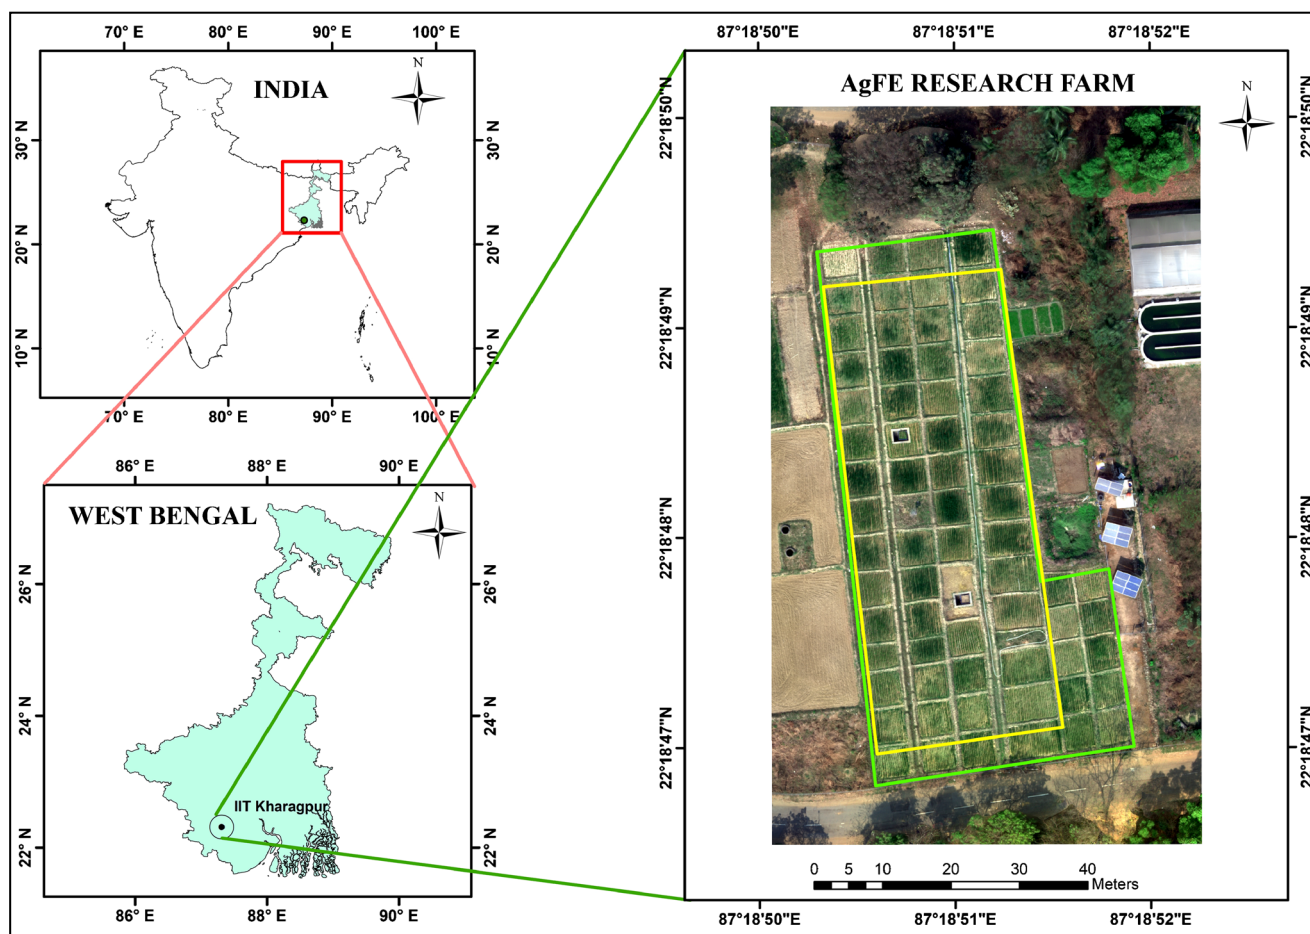 70° E 80° E 90° E 100° E
INDIA
N
30° N 30° N
20° N 20° N
10° N 10° N
70° E 80° E 90° E 100° E
86° E 88° E 90° E
WEST BENGAL
N
26° N 26° N
24° N 24° N
IIT Kharagpur
22° N 22° N
86° E 88° E 90° E
87°18'50"E 87°18'51"E 87°18'52"E
AgFE RESEARCH FARM
N
22°18'50"N 22°18'50"N
22°18'49"N 22°18'49"N
22°18'48"N 22°18'48"N
22°18'47"N 22°18'47"N
0 5 10 20 30 40
Meters
87°18'50"E 87°18'51"E 87°18'52"E